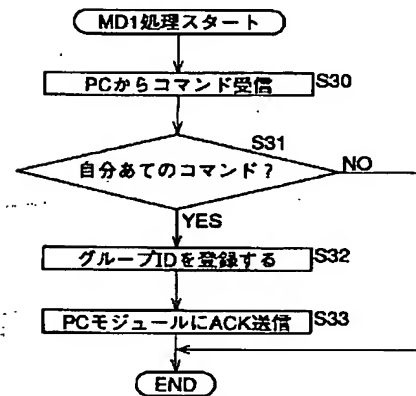 MD1処理スタート
PCからコマンド受信 S30
S31
自分あてのコマンド？ NO
YES
グループIDを登録する S32
PCモジュールにACK送信 S33
END